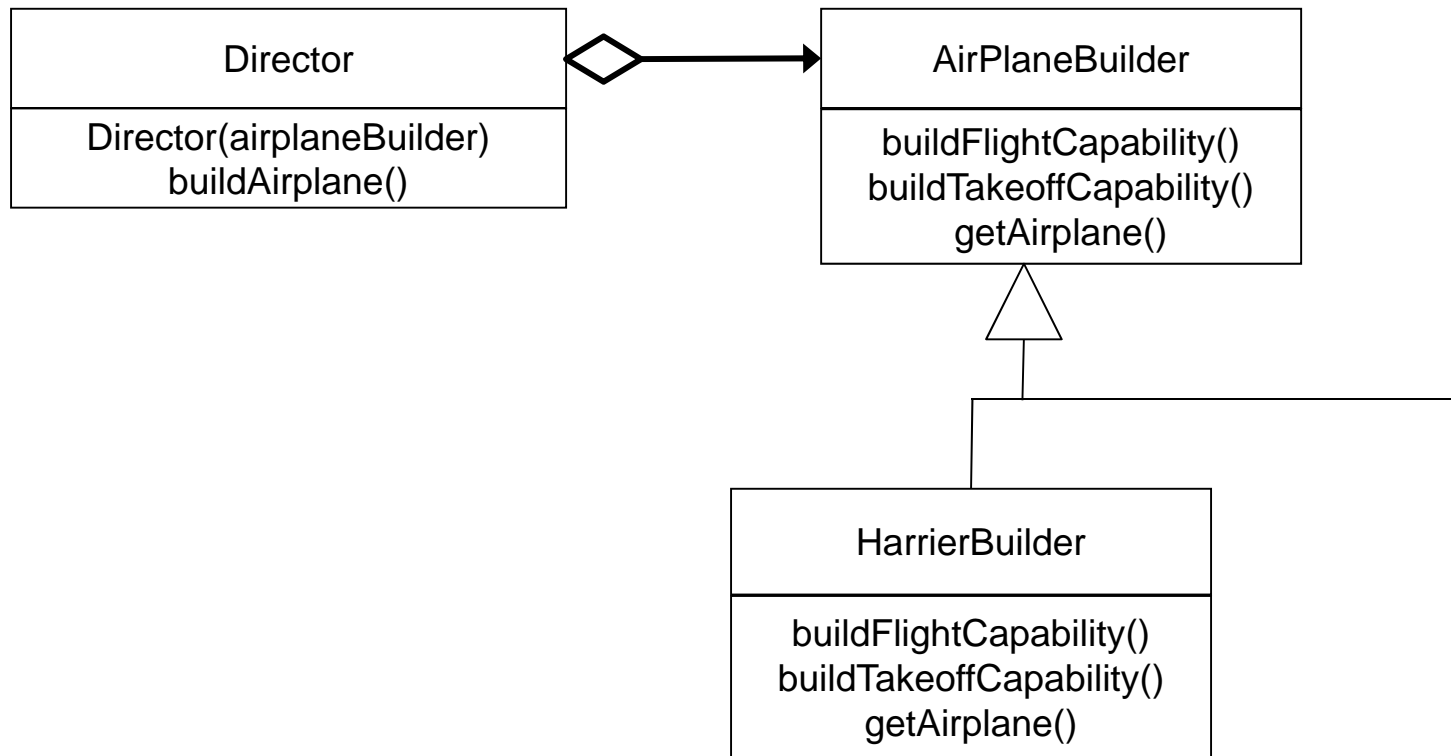 Director
Director(airplaneBuilder)
buildAirplane()
AirPlaneBuilder
buildFlightCapability()
buildTakeoffCapability()
getAirplane()
HarrierBuilder
buildFlightCapability()
buildTakeoffCapability()
getAirplane()